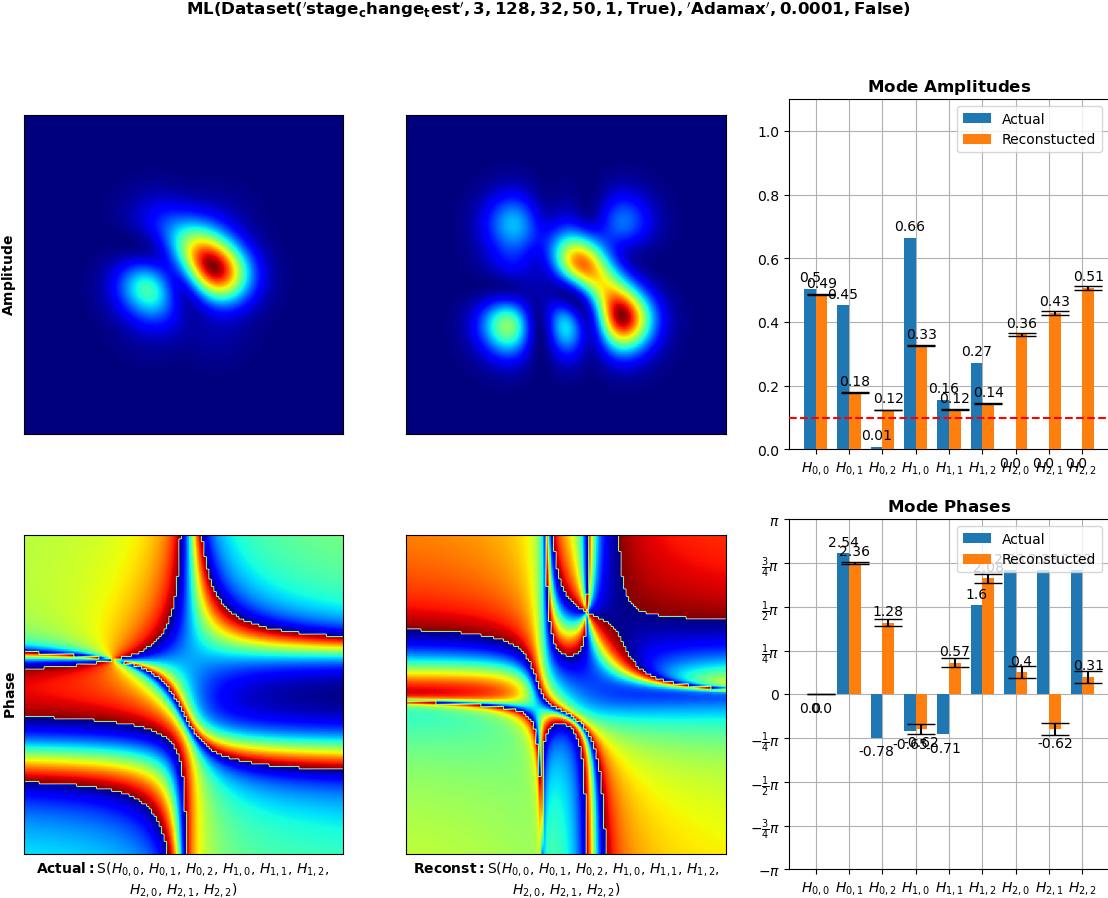 ML(Dataset('stage_change_test', 3, 128, 32, 50, 1, True), 'Adamax', 0.0001, False)
Amplitude
Mode Amplitudes
Actual
Reconstucted
1.0
0.8
0.6
0.4
0.2
0.0
0.5
0.49
0.45
0.18
0.01
0.12
0.66
0.33
0.16
0.12
0.27
0.14
0.0
0.36
0.0
0.43
0.0
0.51
H0,0 H0,1 H0,2 H1,0 H1,1 H1,2 H2,0 H2,1 H2,2
Phase
Mode Phases
Actual
Reconstucted
π
3/4π
1/2π
1/4π
0
−1/4π
−1/2π
−3/4π
−π
0.0
0.0
2.54
2.36
-0.78
1.28
-0.65
-0.62
-0.71
0.57
1.6
2.08
0.4
-0.62
0.31
H0,0 H0,1 H0,2 H1,0 H1,1 H1,2 H2,0 H2,1 H2,2
Actual: S(H0,0, H0,1, H0,2, H1,0, H1,1, H1,2,
H2,0, H2,1, H2,2)
Reconst: S(H0,0, H0,1, H0,2, H1,0, H1,1, H1,2,
H2,0, H2,1, H2,2)